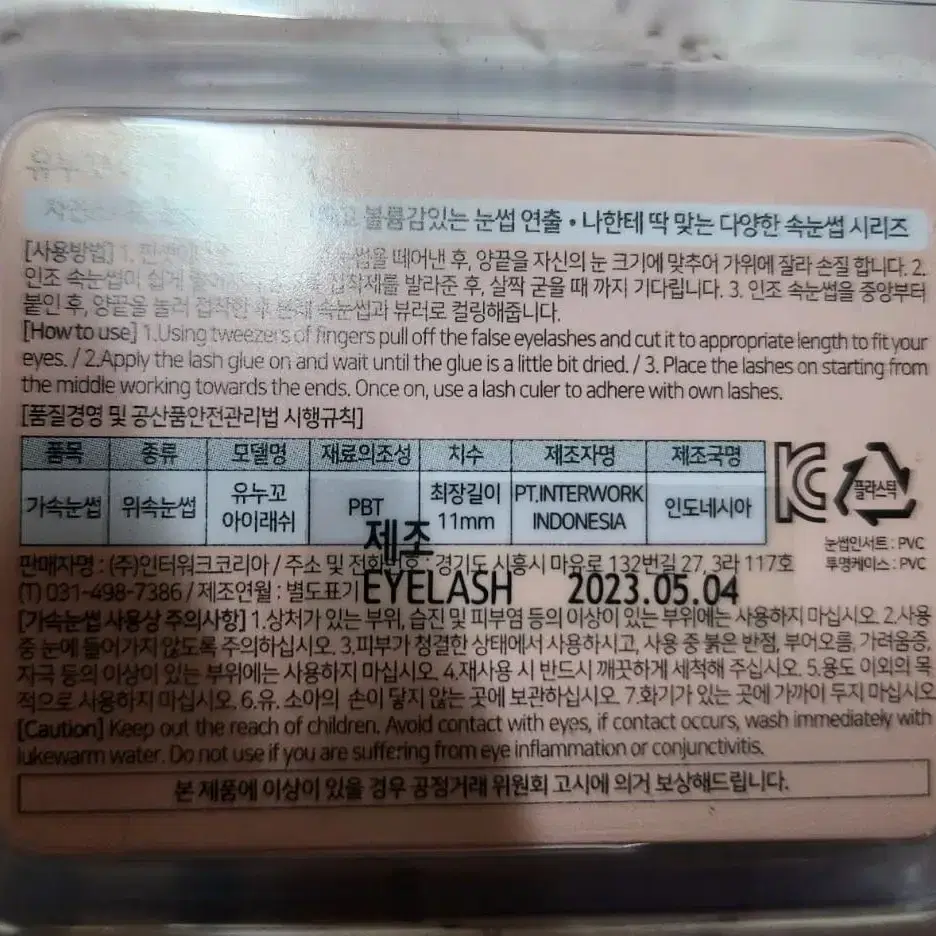 유누
볼륨감있는 눈썹 연출 • 나한테 딱 맞는 다양한 속눈썹 시리즈
[사용방법] 1. 떼어낸 후, 양끝을 자신의 눈 크기에 맞추어 가위에 잘라 손질 합니다. 2.
인조 속눈썹이 쉽게 접착제를 발라준 후, 살짝 굳을 때 까지 기다립니다. 3. 인조 속눈썹을 중앙부터
붙인 후, 양끝을 눌러 접착한 후 본래 속눈썹과 뷰러로 컬링해줍니다.
[How to use] 1.Using tweezers of fingers pull off the false eyelashes and cut it to appropriate length to fit your
eyes. / 2.Apply the lash glue on and wait until the glue is a little bit dried. / 3. Place the lashes on starting from
the middle working towards the ends. Once on, use a lash culer to adhere with own lashes.
[품질경영 및 공산품안전관리법 시행규칙]
품목 종류 모델명 재료의조성 치수 제조자명 제조국명
가속눈썹 위속눈썹 유누꼬 아이래쉬 PBT 최장길이 11mm PT.INTERWORK INDONESIA 인도네시아
플라스틱
눈썹인서트 : PVC
투명케이스 : PVC
제조
판매자명 : (주)인터워크코리아 / 주소 및 전화번호 : 경기도 시흥시 마유로 132번길 27, 3라 117호
(T) 031-498-7386 / 제조연월 : 별도표기
EYELASH 2023.05.04
[가속눈썹 사용상 주의사항] 1.상처가 있는 부위, 습진 및 피부염 등의 이상이 있는 부위에는 사용하지 마십시오. 2.사용
중 눈에 들어가지 않도록 주의하십시오. 3.피부가 청결한 상태에서 사용하시고, 사용 중 붉은 반점, 부어오름, 가려움증,
자극 등의 이상이 있는 부위에는 사용하지 마십시오. 4.재사용 시 반드시 깨끗하게 세척해 주십시오. 5.용도 이외의 목
적으로 사용하지 마십시오. 6.유. 소아의 손이 닿지 않는 곳에 보관하십시오. 7.화기가 있는 곳에 가까이 두지 마십시오
[Caution] Keep out the reach of children. Avoid contact with eyes, if contact occurs, wash immediately with
lukewarm water. Do not use if you are suffering from eye inflammation or conjunctivitis.
본 제품에 이상이 있을 경우 공정거래 위원회 고시에 의거 보상해드립니다.